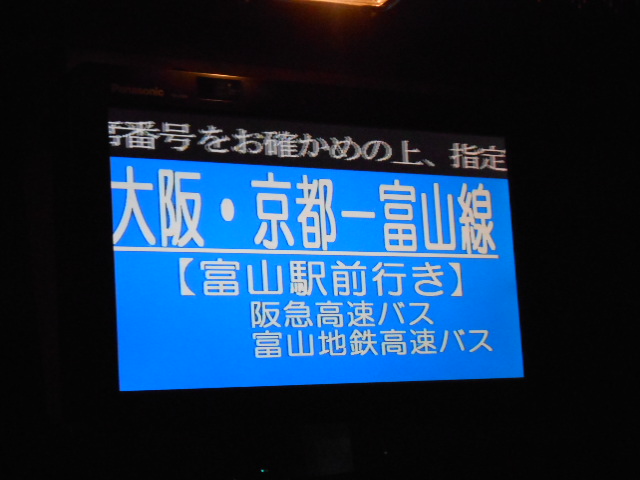 Panasonic
番号をお確かめの上、指定
大阪・京都－富山線
【富山駅前行き】
阪急高速バス
富山地鉄高速バス